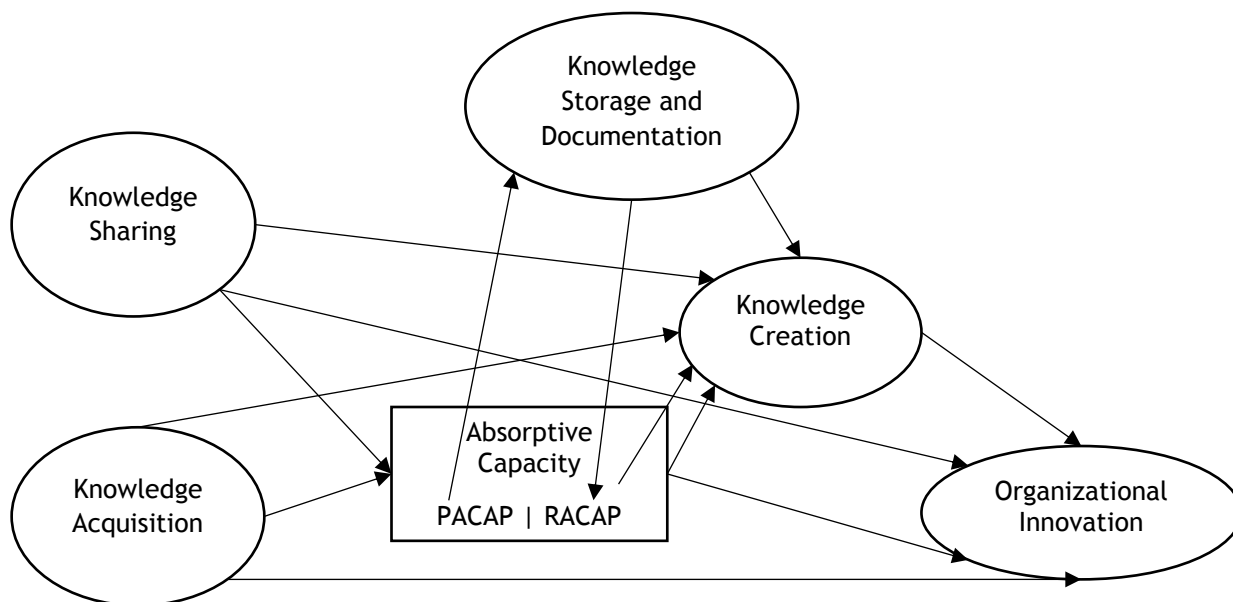 Knowledge
Storage and
Documentation
Knowledge
Sharing
Knowledge
Creation
Absorptive
Capacity
PACAP | RACAP
Knowledge
Acquisition
Organizational
Innovation